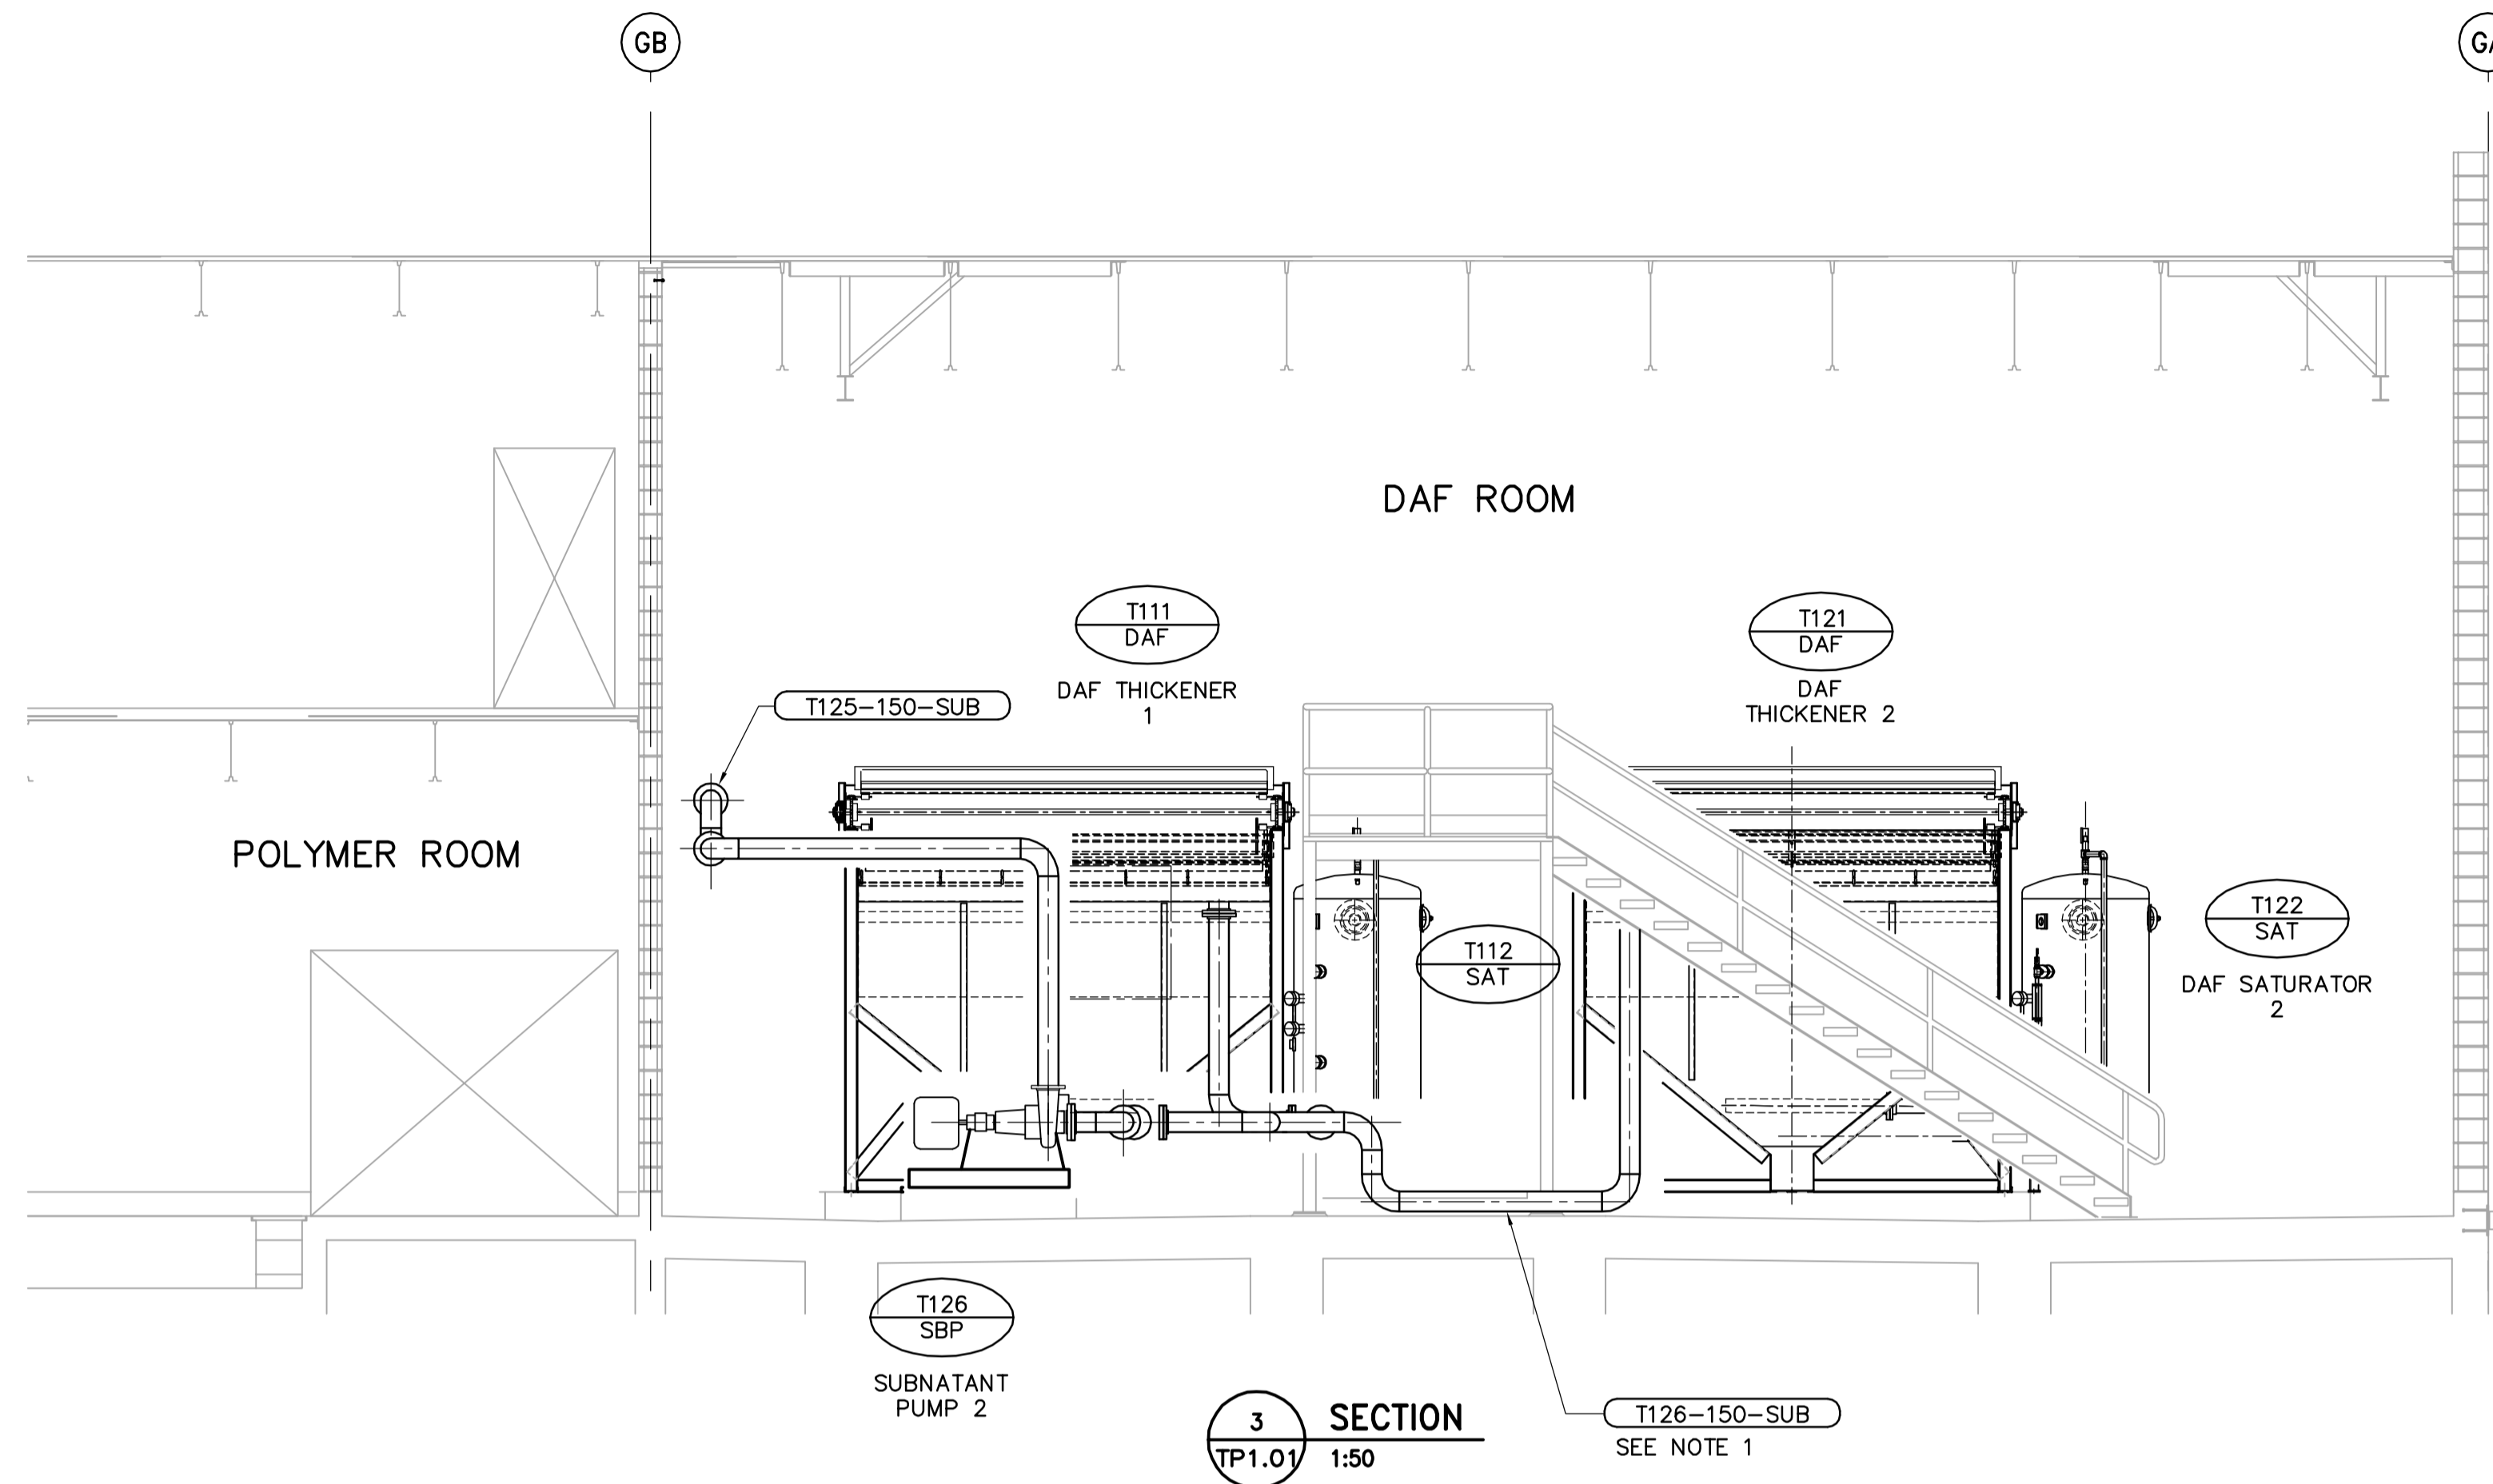 GB
GA
DAF ROOM
T111
DAF
DAF THICKENER
1
T121
DAF
DAF
THICKENER 2
T125-150-SUB
POLYMER ROOM
T112
SAT
T122
SAT
DAF SATURATOR
2
T126
SBP
SUBNATANT
PUMP 2
3
TP1.01
SECTION
1:50
T126-150-SUB
SEE NOTE 1